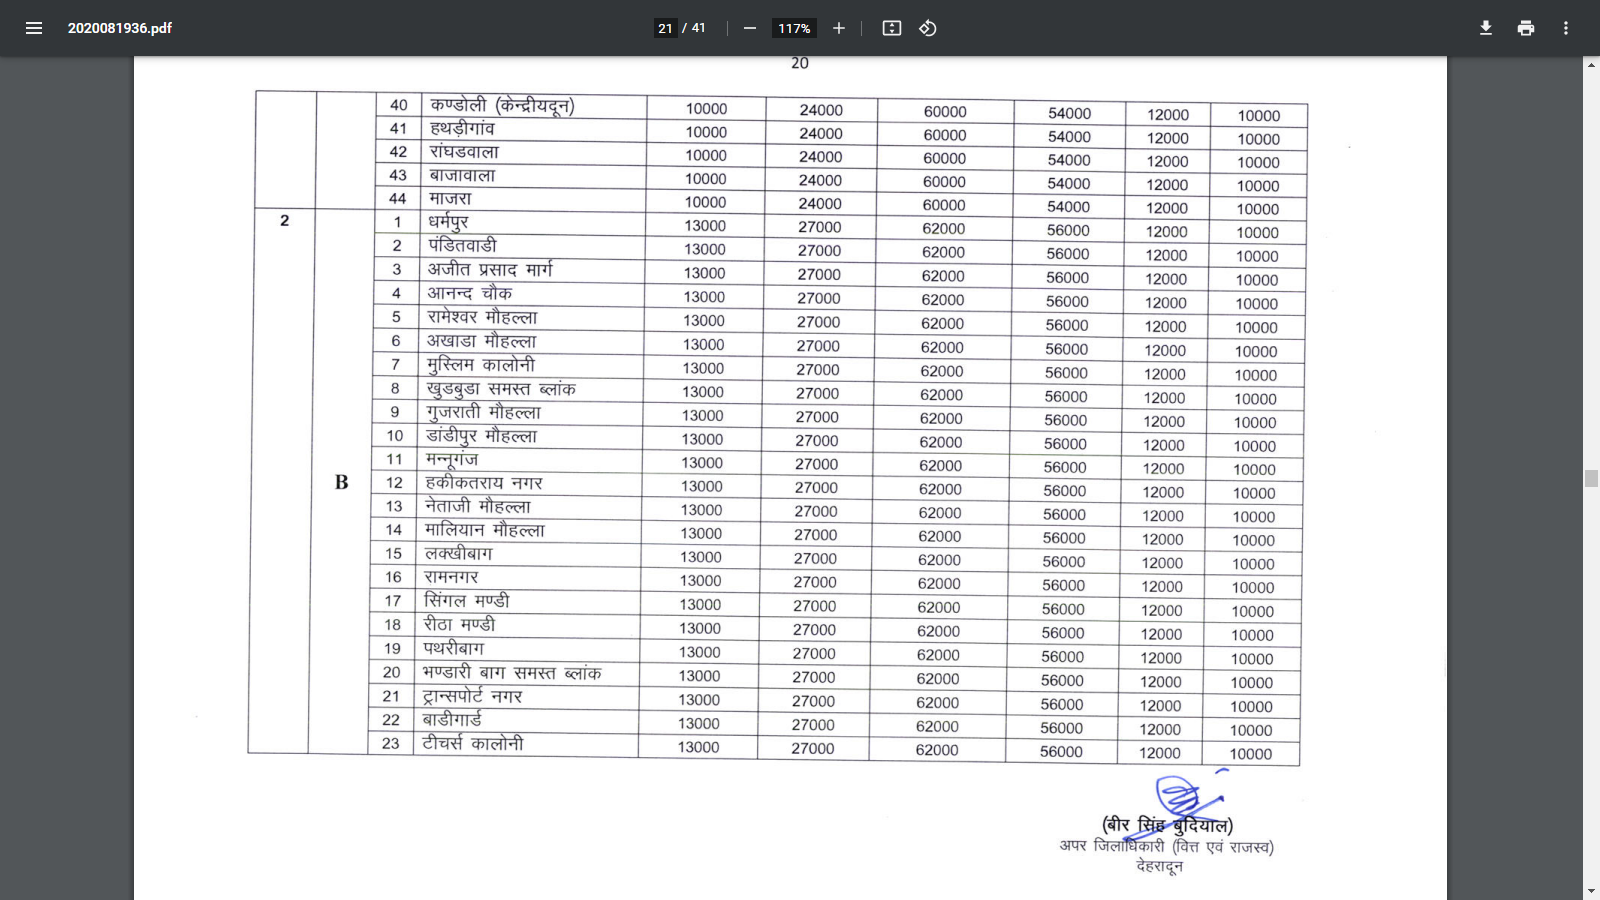 2020081936.pdf 21 / 41 117%
20
40 कण्डोली (केन्द्रीयदून) 10000 24000 60000 54000 12000 10000
41 हथड़ीगांव 10000 24000 60000 54000 12000 10000
42 रांघडवाला 10000 24000 60000 54000 12000 10000
43 बाजावाला 10000 24000 60000 54000 12000 10000
44 माजरा 10000 24000 60000 54000 12000 10000
2 B 1 धर्मपुर 13000 27000 62000 56000 12000 10000
2 पंडितवाडी 13000 27000 62000 56000 12000 10000
3 अजीत प्रसाद मार्ग 13000 27000 62000 56000 12000 10000
4 आनन्द चौक 13000 27000 62000 56000 12000 10000
5 रामेश्वर मौहल्ला 13000 27000 62000 56000 12000 10000
6 अखाडा मौहल्ला 13000 27000 62000 56000 12000 10000
7 मुस्लिम कालोनी 13000 27000 62000 56000 12000 10000
8 खुडबुडा समस्त ब्लांक 13000 27000 62000 56000 12000 10000
9 गुजराती मौहल्ला 13000 27000 62000 56000 12000 10000
10 डांडीपुर मौहल्ला 13000 27000 62000 56000 12000 10000
11 मन्नूगंज 13000 27000 62000 56000 12000 10000
12 हकीकतराय नगर 13000 27000 62000 56000 12000 10000
13 नेताजी मौहल्ला 13000 27000 62000 56000 12000 10000
14 मालियान मौहल्ला 13000 27000 62000 56000 12000 10000
15 लक्खीबाग 13000 27000 62000 56000 12000 10000
16 रामनगर 13000 27000 62000 56000 12000 10000
17 सिंगल मण्डी 13000 27000 62000 56000 12000 10000
18 रीठा मण्डी 13000 27000 62000 56000 12000 10000
19 पथरीबाग 13000 27000 62000 56000 12000 10000
20 भण्डारी बाग समस्त ब्लांक 13000 27000 62000 56000 12000 10000
21 ट्रान्सपोर्ट नगर 13000 27000 62000 56000 12000 10000
22 बाडीगार्ड 13000 27000 62000 56000 12000 10000
23 टीचर्स कालोनी 13000 27000 62000 56000 12000 10000
(बीर सिंह बुदियाल)
अपर जिलाधिकारी (वित्त एवं राजस्व)
देहरादून